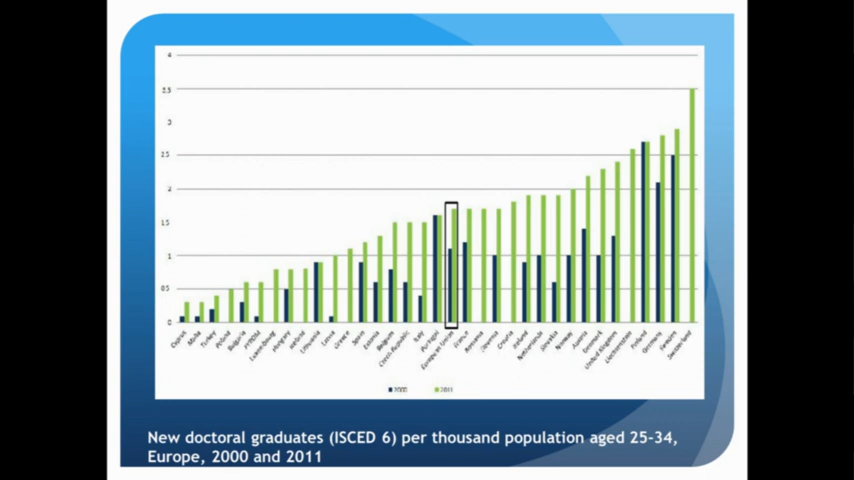 4
3.5
3
2.5
2
1.5
1
0.5
0
Cyprus
Malta
Turkey
Poland
Bulgaria
FYROM
Luxembourg
Hungary
Iceland
Lithuania
Latvia
Greece
Spain
Estonia
Belgium
Czech Republic
Italy
Portugal
European Union
France
Romania
Slovenia
Croatia
Ireland
Netherlands
Slovakia
Norway
Austria
Denmark
United Kingdom
Liechtenstein
Finland
Germany
Sweden
Switzerland
2000 2011
New doctoral graduates (ISCED 6) per thousand population aged 25-34,
Europe, 2000 and 2011